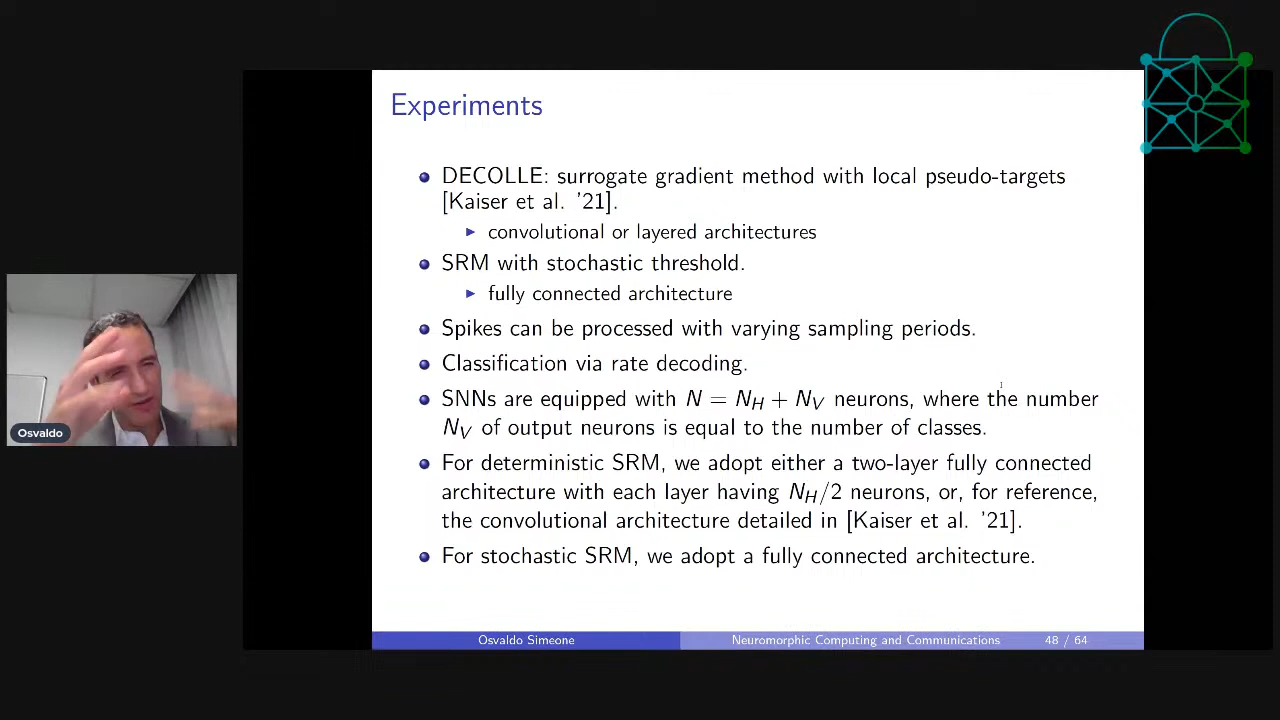 Experiments
DECOLLE: surrogate gradient method with local pseudo-targets
[Kaiser et al. '21].
convolutional or layered architectures
SRM with stochastic threshold.
fully connected architecture
Spikes can be processed with varying sampling periods.
Classification via rate decoding.
SNNs are equipped with N = N_H + N_V neurons, where the number
N_V of output neurons is equal to the number of classes.
For deterministic SRM, we adopt either a two-layer fully connected
architecture with each layer having N_H/2 neurons, or, for reference,
the convolutional architecture detailed in [Kaiser et al. '21].
For stochastic SRM, we adopt a fully connected architecture.
Osvaldo
Osvaldo Simeone
Neuromorphic Computing and Communications
48 / 64